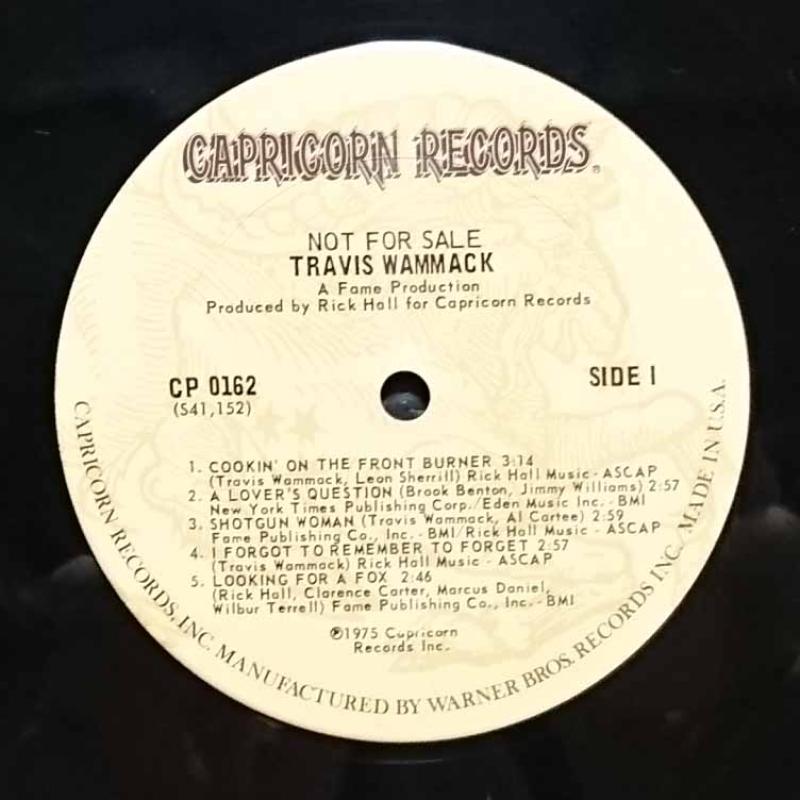 CAPRICORN RECORDS®
NOT FOR SALE
TRAVIS WAMMACK
A Fame Production
Produced by Rick Hall for Capricorn Records
CP 0162
(S41,152)
SIDE 1
1. COOKIN' ON THE FRONT BURNER 3:14
(Travis Wammack, Leon Sherrill) Rick Hall Music - ASCAP
2. A LOVER'S QUESTION (Brook Benton, Jimmy Williams) 2:57
New York Times Publishing Corp./Eden Music Inc. - BMI
3. SHOTGUN WOMAN (Travis Wammack, Al Cartee) 2:59
Fame Publishing Co., Inc. - BMI/Rick Hall Music - ASCAP
4. I FORGOT TO REMEMBER TO FORGET 2:57
(Travis Wammack) Rick Hall Music - ASCAP
5. LOOKING FOR A FOX 2:46
(Rick Hall, Clarence Carter, Marcus Daniel,
Wilbur Terrell) Fame Publishing Co., Inc. - BMI
℗1975 Capricorn
Records Inc.
CAPRICORN RECORDS, INC. MANUFACTURED BY WARNER BROS. RECORDS INC. MADE IN U.S.A.